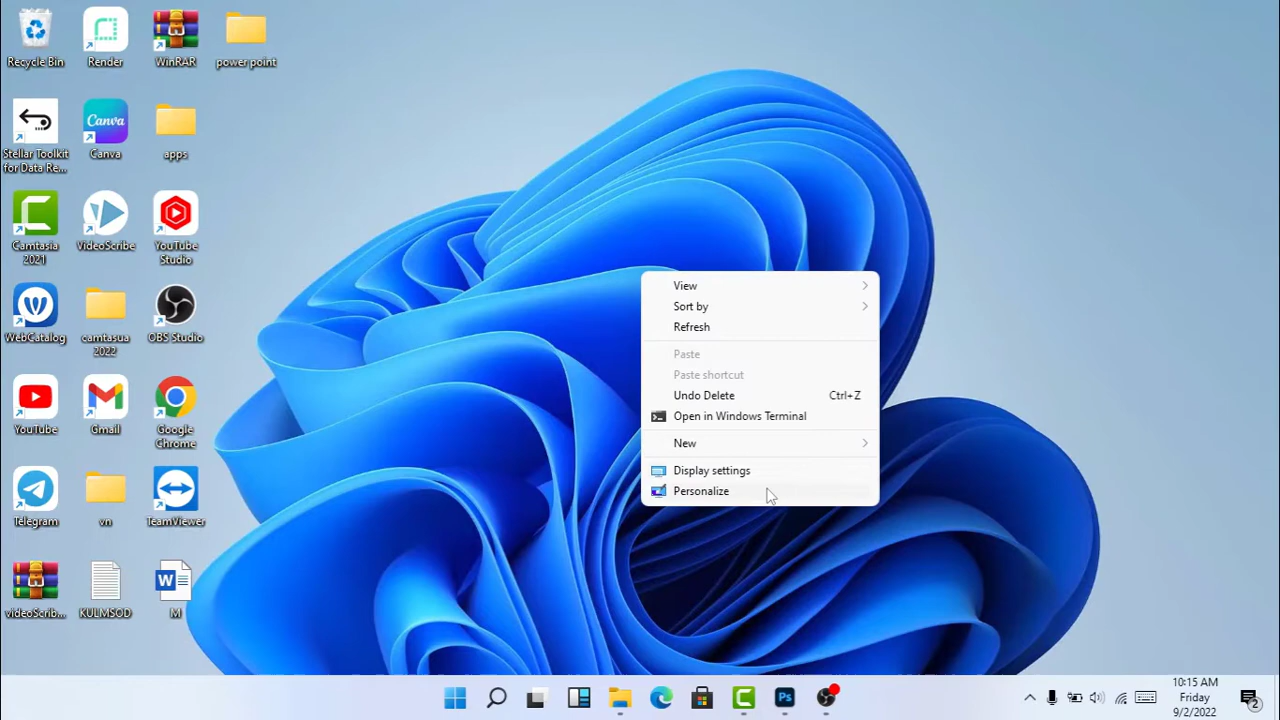 Recycle Bin
Render
WinRAR
power point
Stellar Toolkit
for Data Re...
Canva
Canva
apps
Camtasia
2021
VideoScribe
YouTube
Studio
WebCatalog
camtasua
2022
OBS Studio
YouTube
Gmail
Google
Chrome
Telegram
vn
TeamViewer
videoScrib...
KULMSOD
W
M
View
Sort by
Refresh
Paste
Paste shortcut
Undo Delete Ctrl+Z
Open in Windows Terminal
New
Display settings
Personalize
Ps
10:15 AM
Friday
9/2/2022
2